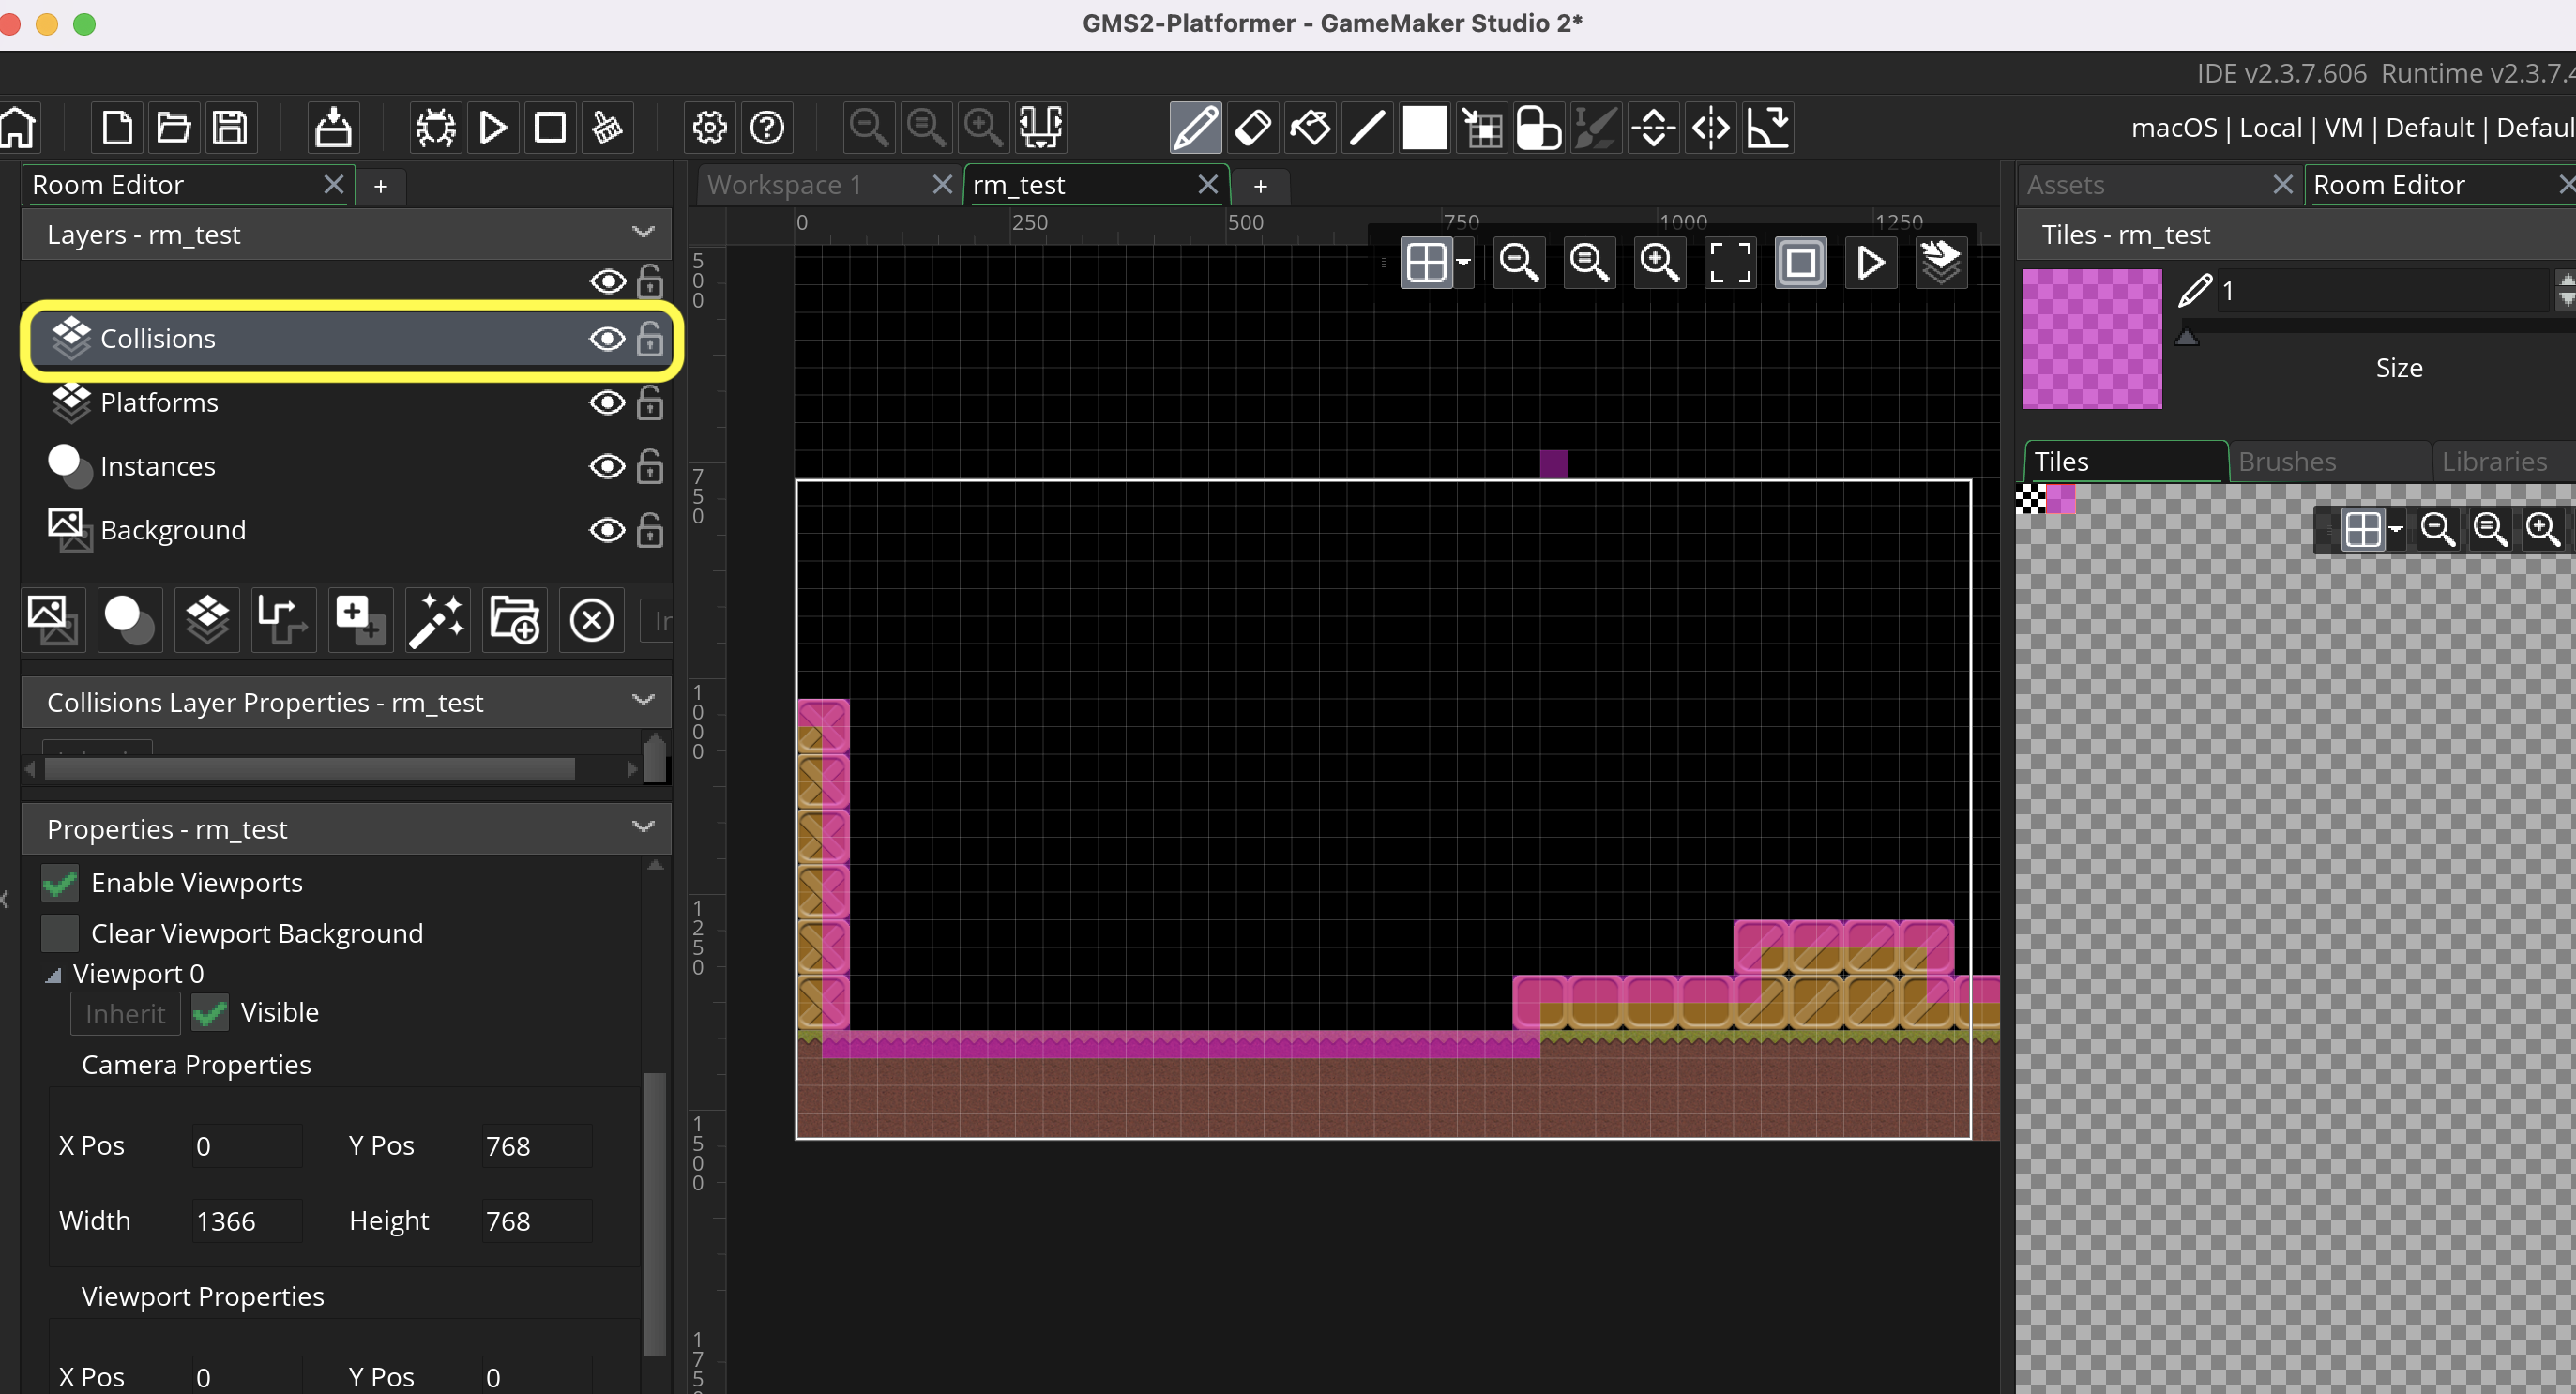 GMS2-Platformer - GameMaker Studio 2*
IDE v2.3.7.606 Runtime v2.3.7.4
macOS | Local | VM | Default | Defaul
Room Editor
+
Workspace 1
rm_test
+
Assets
Room Editor
Layers - rm_test
0
250
500
750
1000
1250
Tiles - rm_test
1
Size
Collisions
Platforms
Instances
Background
Tiles
Brushes
Libraries
500
750
1000
1250
1500
1750
Collisions Layer Properties - rm_test
Properties - rm_test
Enable Viewports
Clear Viewport Background
Viewport 0
Inherit
Visible
Camera Properties
X Pos 0 Y Pos 768
Width 1366 Height 768
Viewport Properties
X Pos 0 Y Pos 0